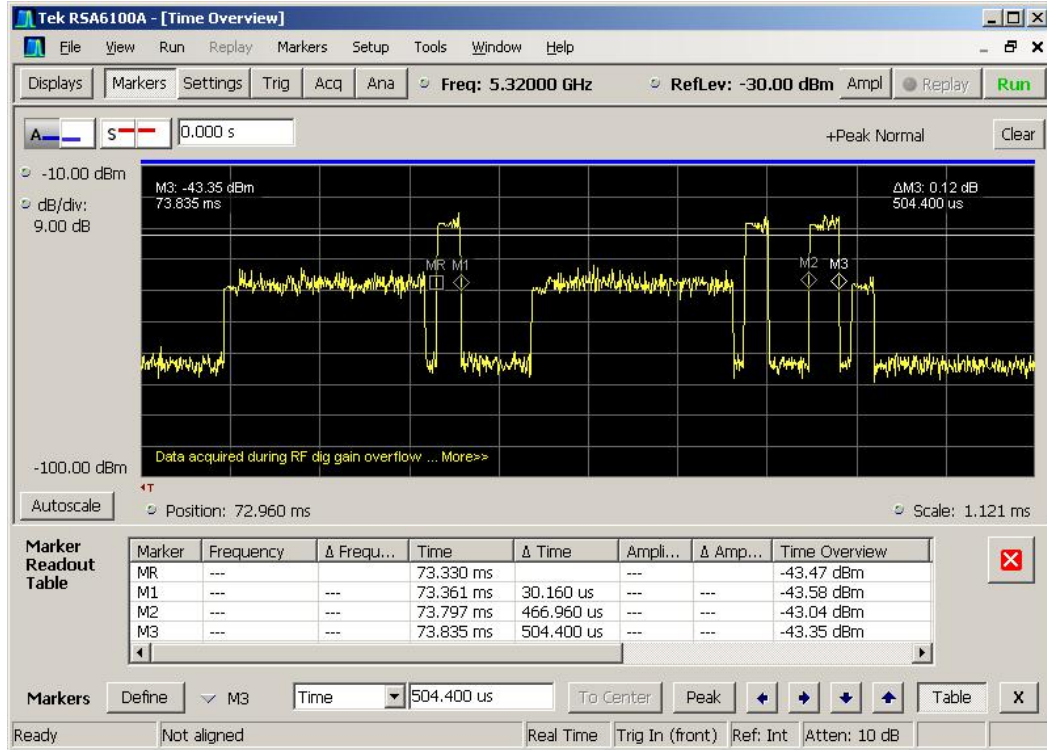 Tek RSA6100A - [Time Overview]
File View Run Replay Markers Setup Tools Window Help
Displays Markers Settings Trig Acq Ana Freq: 5.32000 GHz RefLev: -30.00 dBm Ampl Replay Run
A S 0.000 s +Peak Normal Clear
-10.00 dBm
dB/div:
9.00 dB
M3: -43.35 dBm
73.835 ms
ΔM3: 0.12 dB
504.400 us
MR M1 M2 M3
Data acquired during RF dig gain overflow ... More>>
-100.00 dBm
T
Autoscale Position: 72.960 ms Scale: 1.121 ms
Marker
Readout
Table
Marker Frequency Δ Frequ... Time Δ Time Ampli... Δ Amp... Time Overview
MR --- 73.330 ms --- -43.47 dBm
M1 --- --- 73.361 ms 30.160 us --- --- -43.58 dBm
M2 --- --- 73.797 ms 466.960 us --- --- -43.04 dBm
M3 --- --- 73.835 ms 504.400 us --- --- -43.35 dBm
Markers Define M3 Time 504.400 us To Center Peak Table X
Ready Not aligned Real Time Trig In (front) Ref: Int Atten: 10 dB